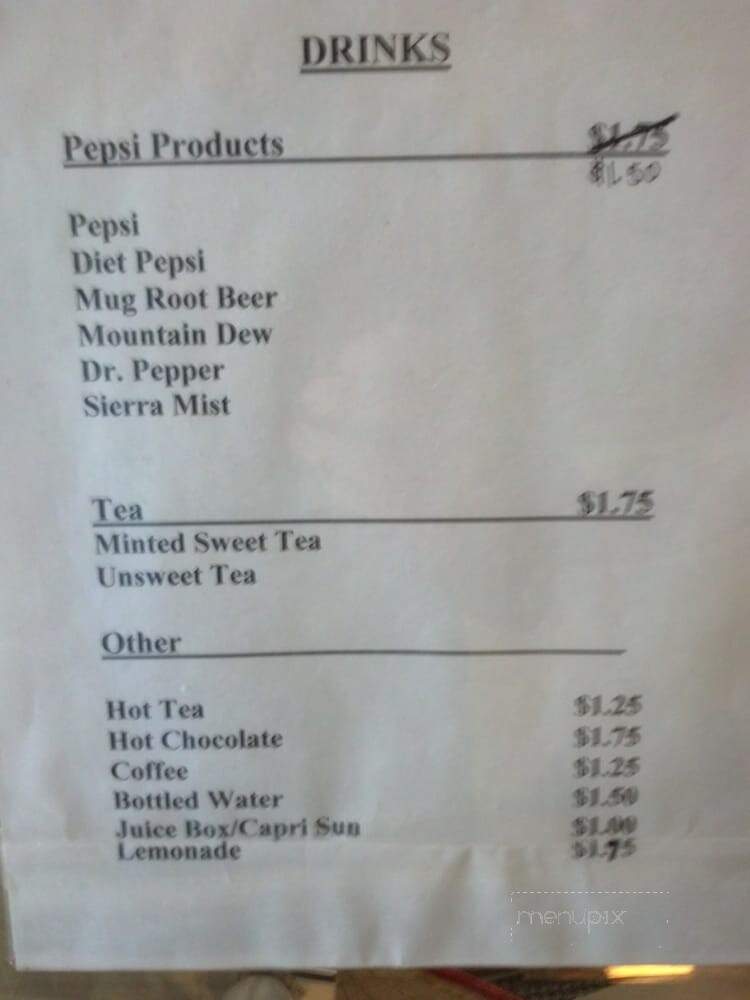 DRINKS
Pepsi Products $1.75
$1.50
Pepsi
Diet Pepsi
Mug Root Beer
Mountain Dew
Dr. Pepper
Sierra Mist
Tea $1.75
Minted Sweet Tea
Unsweet Tea
Other
Hot Tea $1.25
Hot Chocolate $1.75
Coffee $1.25
Bottled Water $1.50
Juice Box/Capri Sun $1.00
Lemonade $1.75
menupix